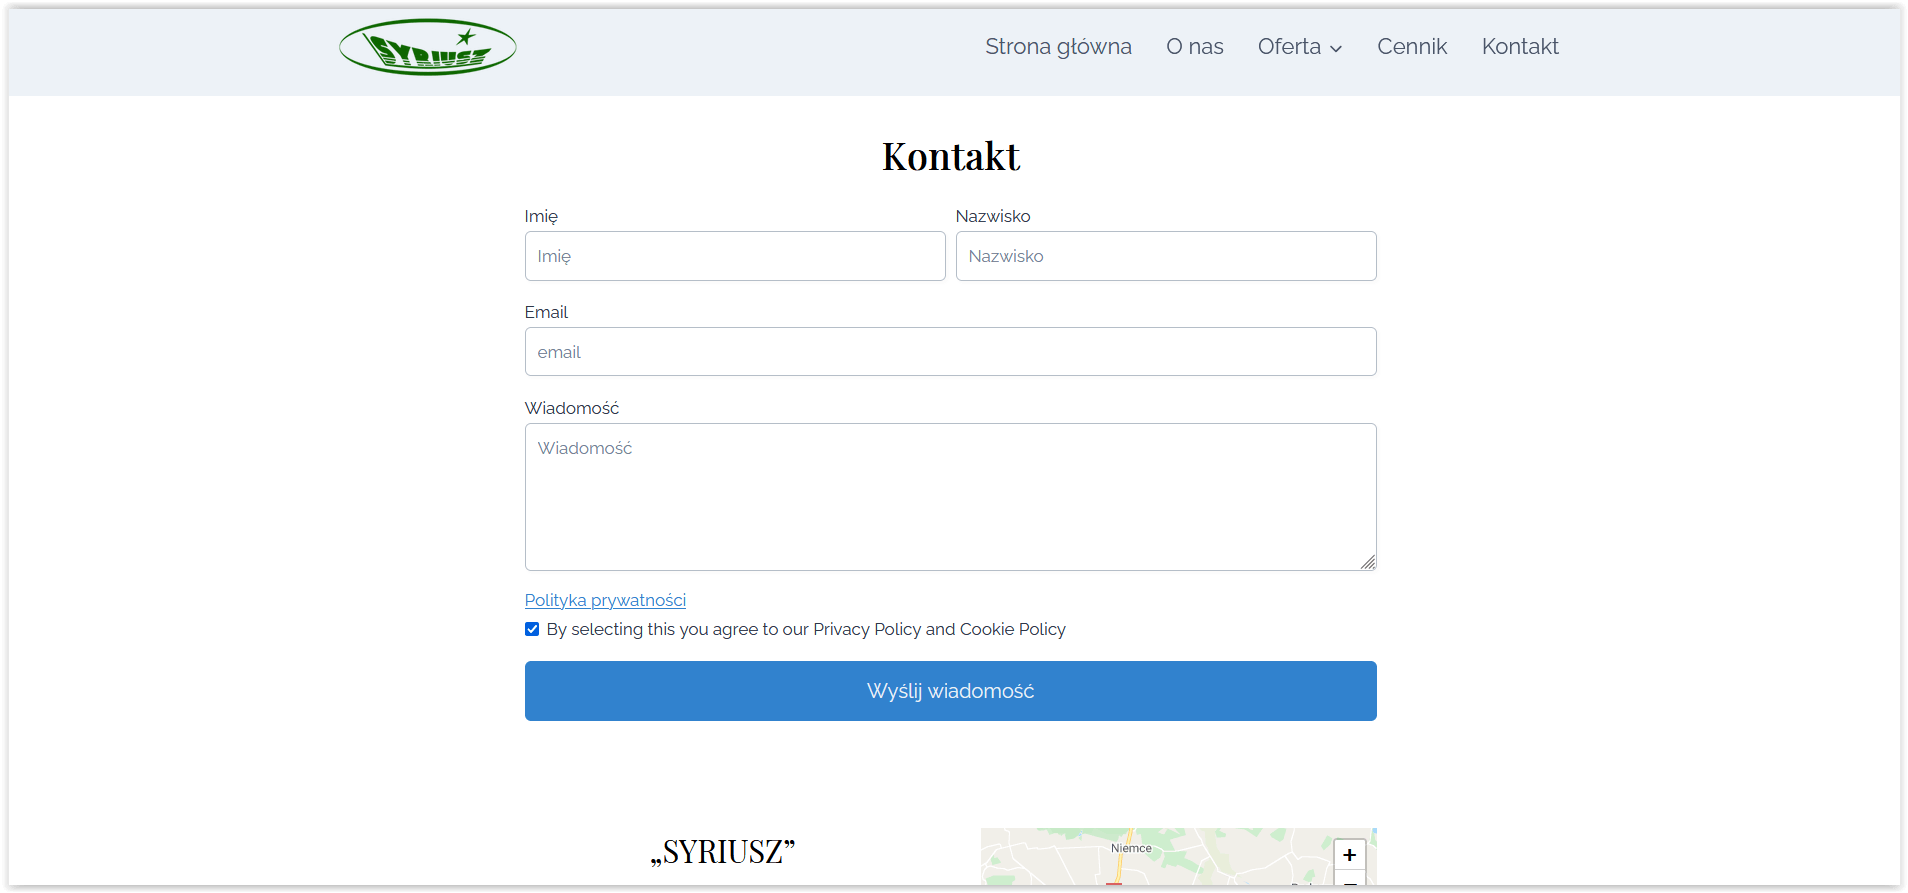 SYRIUSZ
Strona główna O nas Oferta Cennik Kontakt
Kontakt
Imię Nazwisko
Imię Nazwisko
Email
email
Wiadomość
Wiadomość
Polityka prywatności
By selecting this you agree to our Privacy Policy and Cookie Policy
Wyślij wiadomość
„SYRIUSZ”
Niemce
+